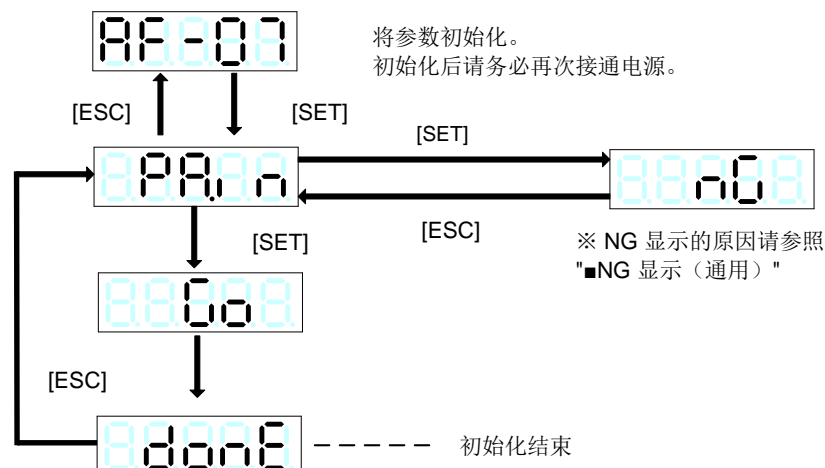 AF-07
将参数初始化。
初始化后请务必再次接通电源。
[ESC]
[SET]
[SET]
PA.in
nG
[SET]
[ESC]
※ NG 显示的原因请参照
"■NG 显示（通用）"
Go
[ESC]
donE
初始化结束